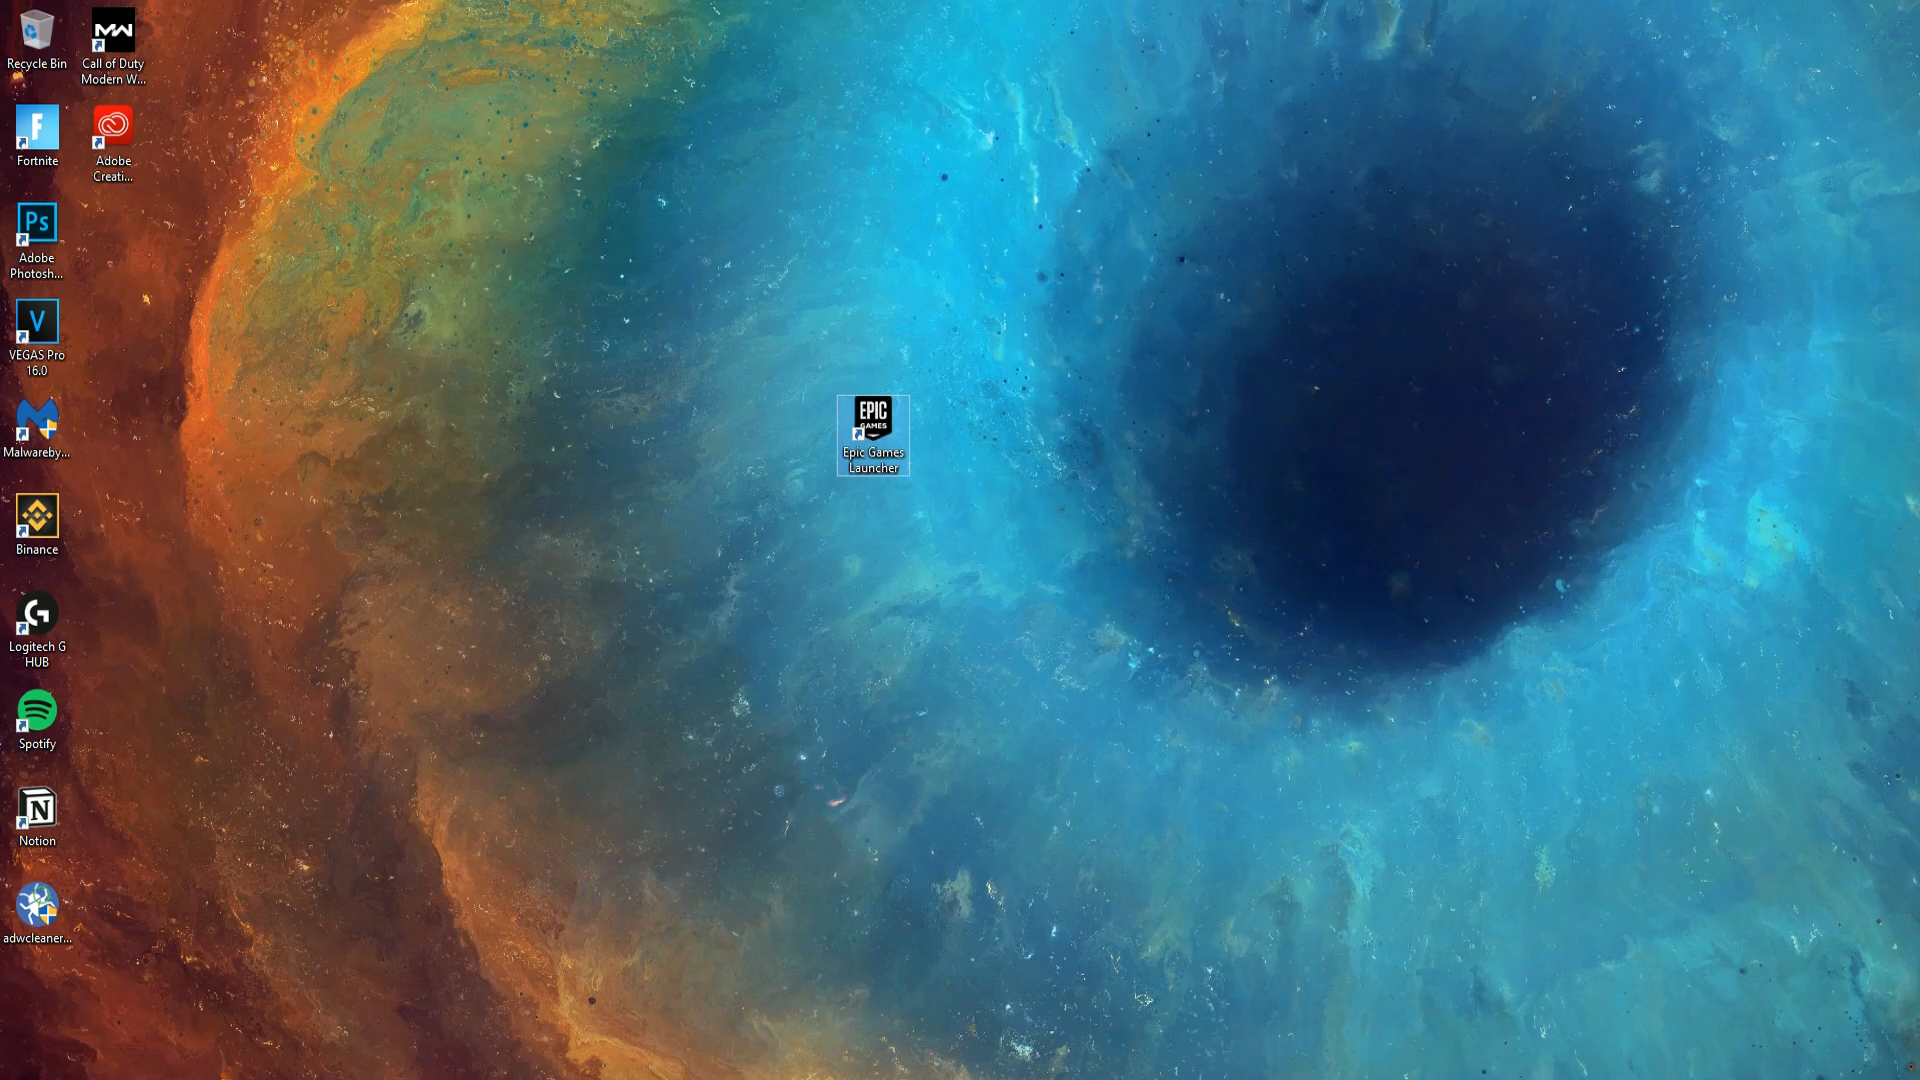 Recycle Bin
Call of Duty
Modern W...
F
Fortnite
Adobe
Creati...
Ps
Adobe
Photosh...
V
VEGAS Pro
16.0
Malwareby...
EPIC
GAMES
Epic Games
Launcher
Binance
G
Logitech G
HUB
Spotify
N
Notion
adwcleaner...